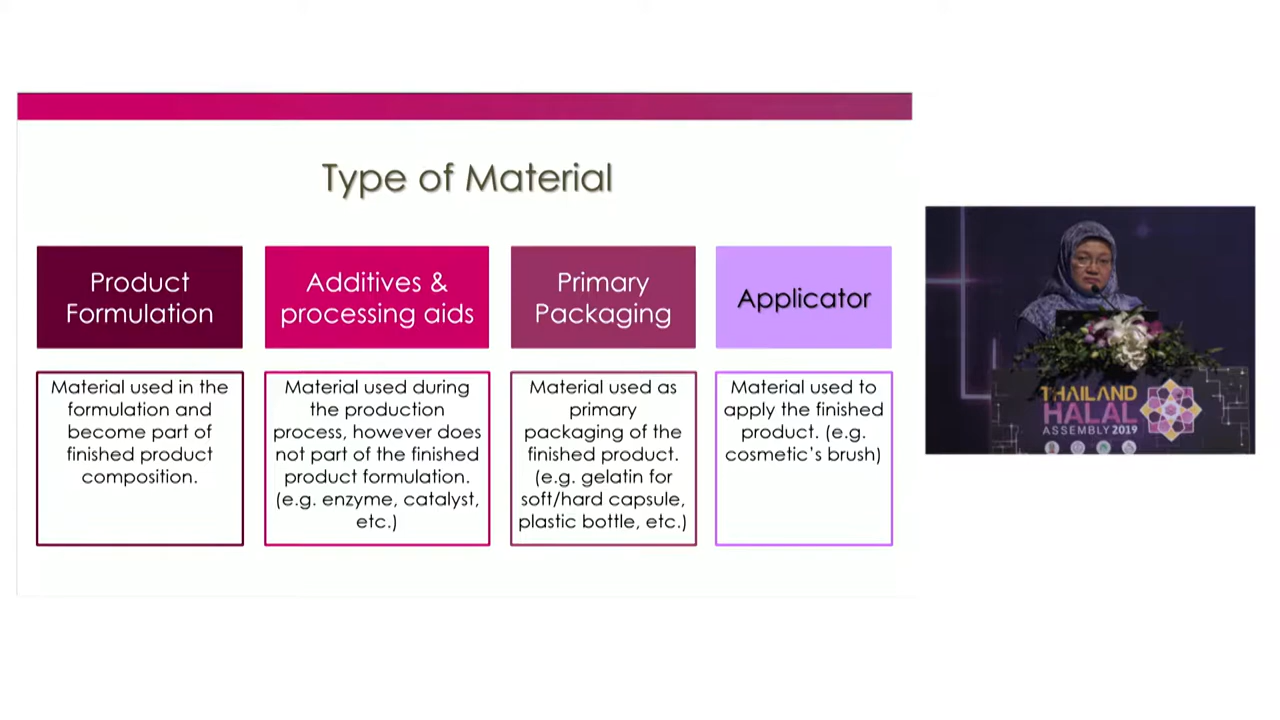 Type of Material
Product
Formulation
Material used in the
formulation and
become part of
finished product
composition.
Additives &
processing aids
Material used during
the production
process, however does
not part of the finished
product formulation.
(e.g. enzyme, catalyst,
etc.)
Primary
Packaging
Material used as
primary
packaging of the
finished product.
(e.g. gelatin for
soft/hard capsule,
plastic bottle, etc.)
Applicator
Material used to
apply the finished
product. (e.g.
cosmetic's brush)
THAILAND
HALAL
ASSEMBLY 2019